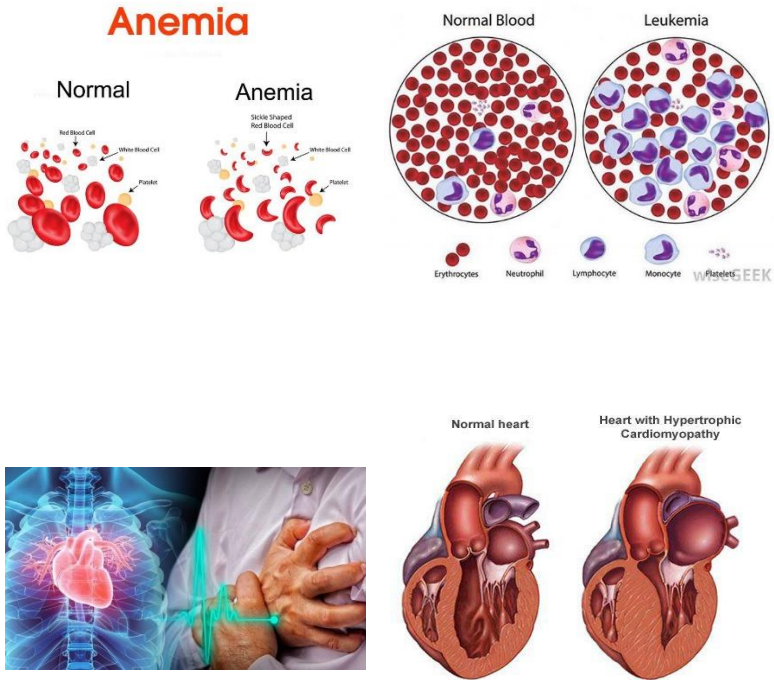 Anemia
Normal
Anemia
Red Blood Cell
White Blood Cell
Platelet
Sickle Shaped
Red Blood Cell
White Blood Cell
Platelet
Normal Blood
Leukemia
Erythrocytes
Neutrophil
Lymphocyte
Monocyte
Platelets
wiseGEEK
Normal heart
Heart with Hypertrophic
Cardiomyopathy